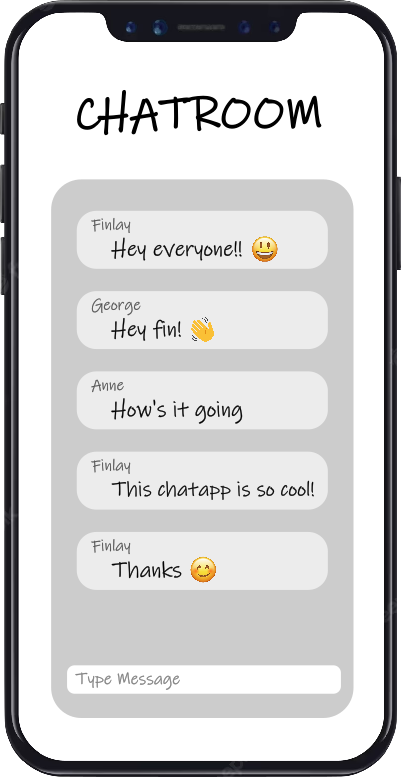 CHATROOM
Finlay
Hey everyone!! 😃
George
Hey fin! 👋
Anne
How's it going
Finlay
This chatapp is so cool!
Finlay
Thanks 😊
Type Message